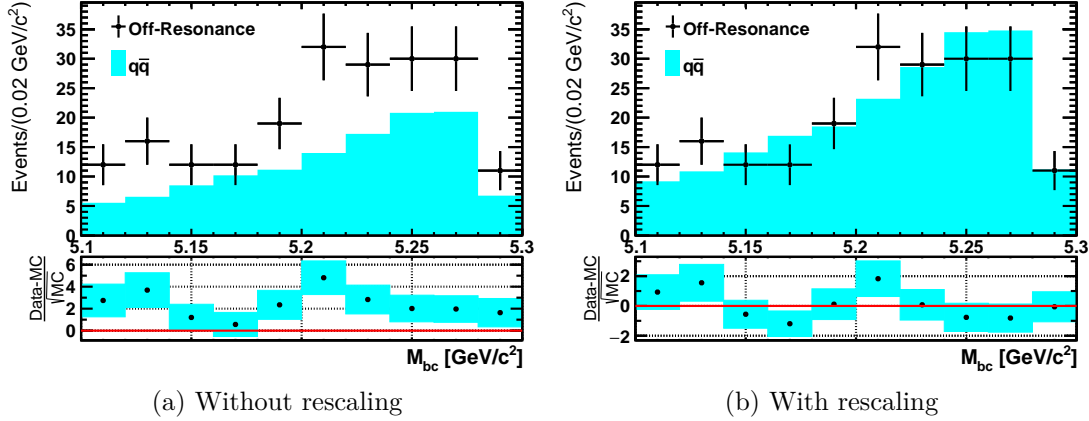 Events/(0.02 GeV/c²)
35
30
25
20
15
10
5
0
Off-Resonance
qq̅
5.1
5.15
5.2
5.25
5.3
Data-MC
√MC
6
4
2
0
M_bc [GeV/c²]
(a) Without rescaling
Events/(0.02 GeV/c²)
35
30
25
20
15
10
5
0
Off-Resonance
qq̅
5.1
5.15
5.2
5.25
5.3
Data-MC
√MC
2
0
−2
M_bc [GeV/c²]
(b) With rescaling